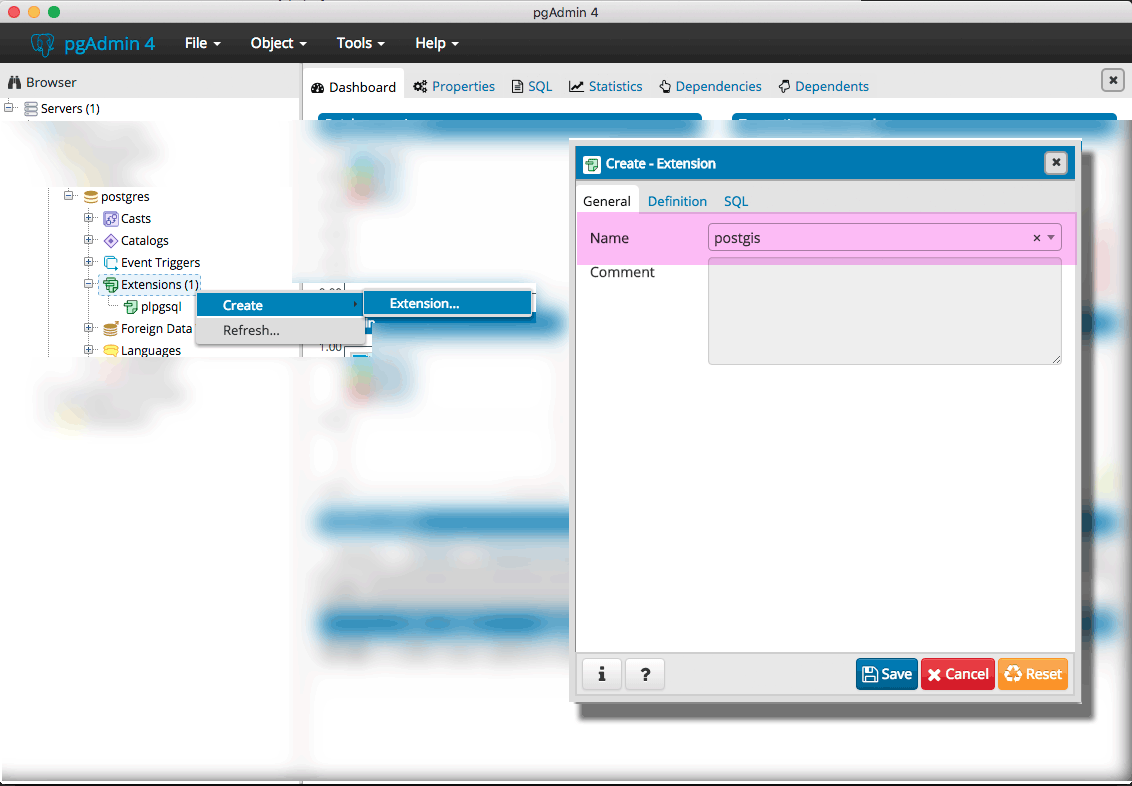 pgAdmin 4
pgAdmin 4 File Object Tools Help
Browser
Dashboard Properties SQL Statistics Dependencies Dependents
Servers (1)
postgres
Casts
Catalogs
Event Triggers
Extensions (1)
plpgsql
Foreign Data
Languages
Create
Refresh...
Extension...
1.00
Create - Extension
General Definition SQL
Name postgis
Comment
i ? Save Cancel Reset